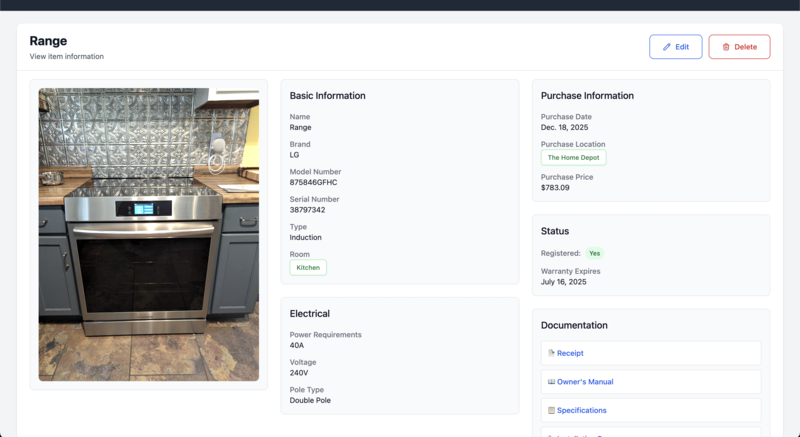 Range
View item information
Edit
Delete
Basic Information
Name
Range
Brand
LG
Model Number
875846GFHC
Serial Number
38797342
Type
Induction
Room
Kitchen
Electrical
Power Requirements
40A
Voltage
240V
Pole Type
Double Pole
Purchase Information
Purchase Date
Dec. 18, 2025
Purchase Location
The Home Depot
Purchase Price
$783.09
Status
Registered: Yes
Warranty Expires
July 16, 2025
Documentation
Receipt
Owner's Manual
Specifications